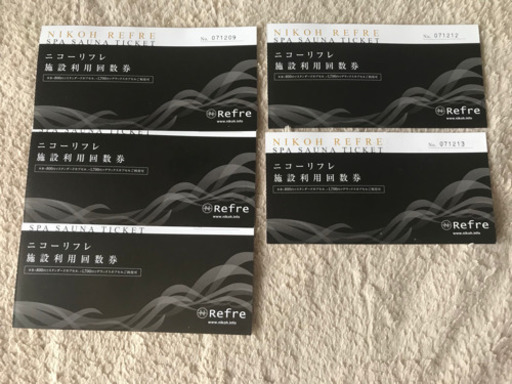 NIKOH REFRE
SPA SAUNA TICKET
No. 071209
ニコーリフレ
施設利用回数券
Refre
www.nikoh.info
SPA SAUNA TICKET
ニコーリフレ
施設利用回数券
Refre
www.nikoh.info
SPA SAUNA TICKET
ニコーリフレ
施設利用回数券
Refre
www.nikoh.info
NIKOH REFRE
SPA SAUNA TICKET
No. 071212
ニコーリフレ
施設利用回数券
Refre
www.nikoh.info
NIKOH REFRE
SPA SAUNA TICKET
No. 071213
ニコーリフレ
施設利用回数券
Refre
www.nikoh.info